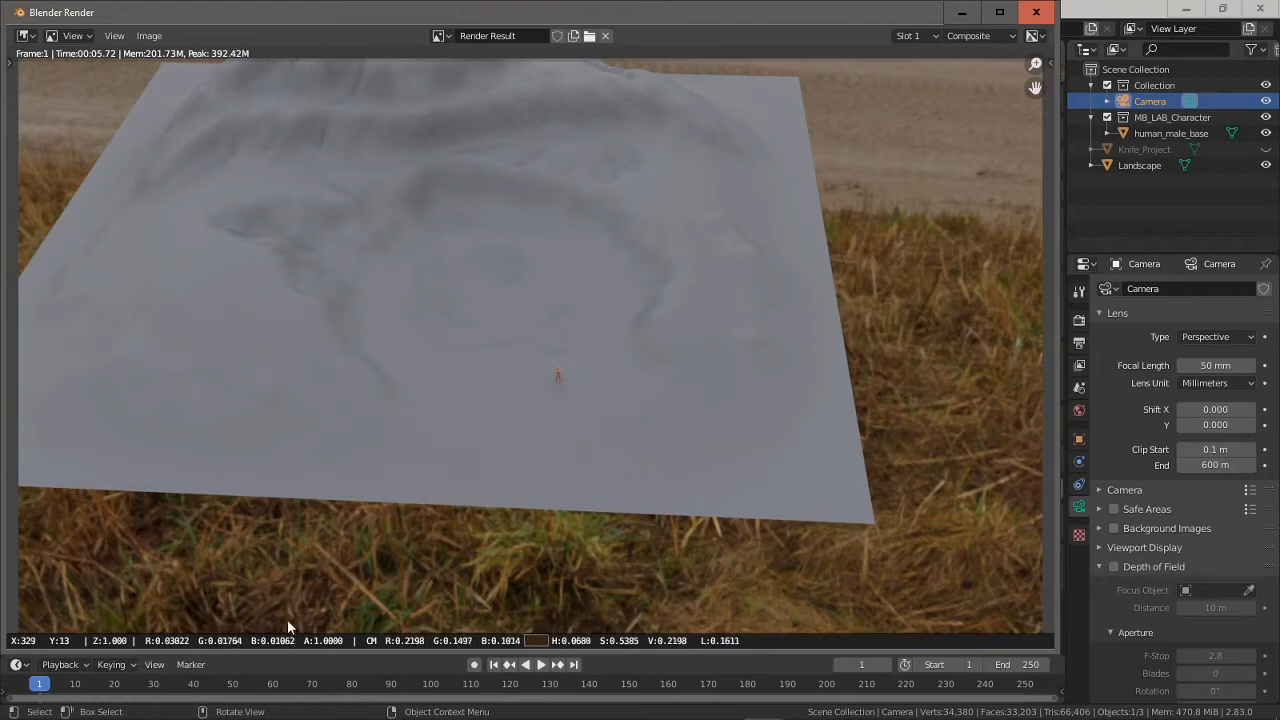 Blender Render
View
View
Image
Render Result
Slot 1
Composite
Frame:1 | Time:00:05.72 | Mem:201.73M, Peak: 392.42M
X:329 Y:13 | Z:1.000 | R:0.03022 G:0.01764 B:0.01062 A:1.0000 | CM R:0.2198 G:0.1497 B:0.1014 H:0.0680 S:0.5385 V:0.2198 L:0.1611
Playback
Keying
View
Marker
1
Start 1
End 250
1 10 20 30 40 50 60 70 80 90 100 110 120 130 140 150 160 170 180 190 200 210 220 230 240 250
Select
Box Select
Rotate View
Object Context Menu
Scene Collection | Camera | Verts:34,380 | Faces:33,203 | Tris:66,406 | Objects:1/3 | Mem: 470.8 MiB | 2.83.0
View Layer
Scene Collection
Collection
Camera
MB_LAB_Character
human_male_base
Knife_Project
Landscape
Camera
Camera
Camera
Lens
Type Perspective
Focal Length 50 mm
Lens Unit Millimeters
Shift X 0.000
Y 0.000
Clip Start 0.1 m
End 600 m
Camera
Safe Areas
Background Images
Viewport Display
Depth of Field
Focus Object
Distance 10 m
Aperture
F-Stop 2.8
Blades 0
Rotation 0°